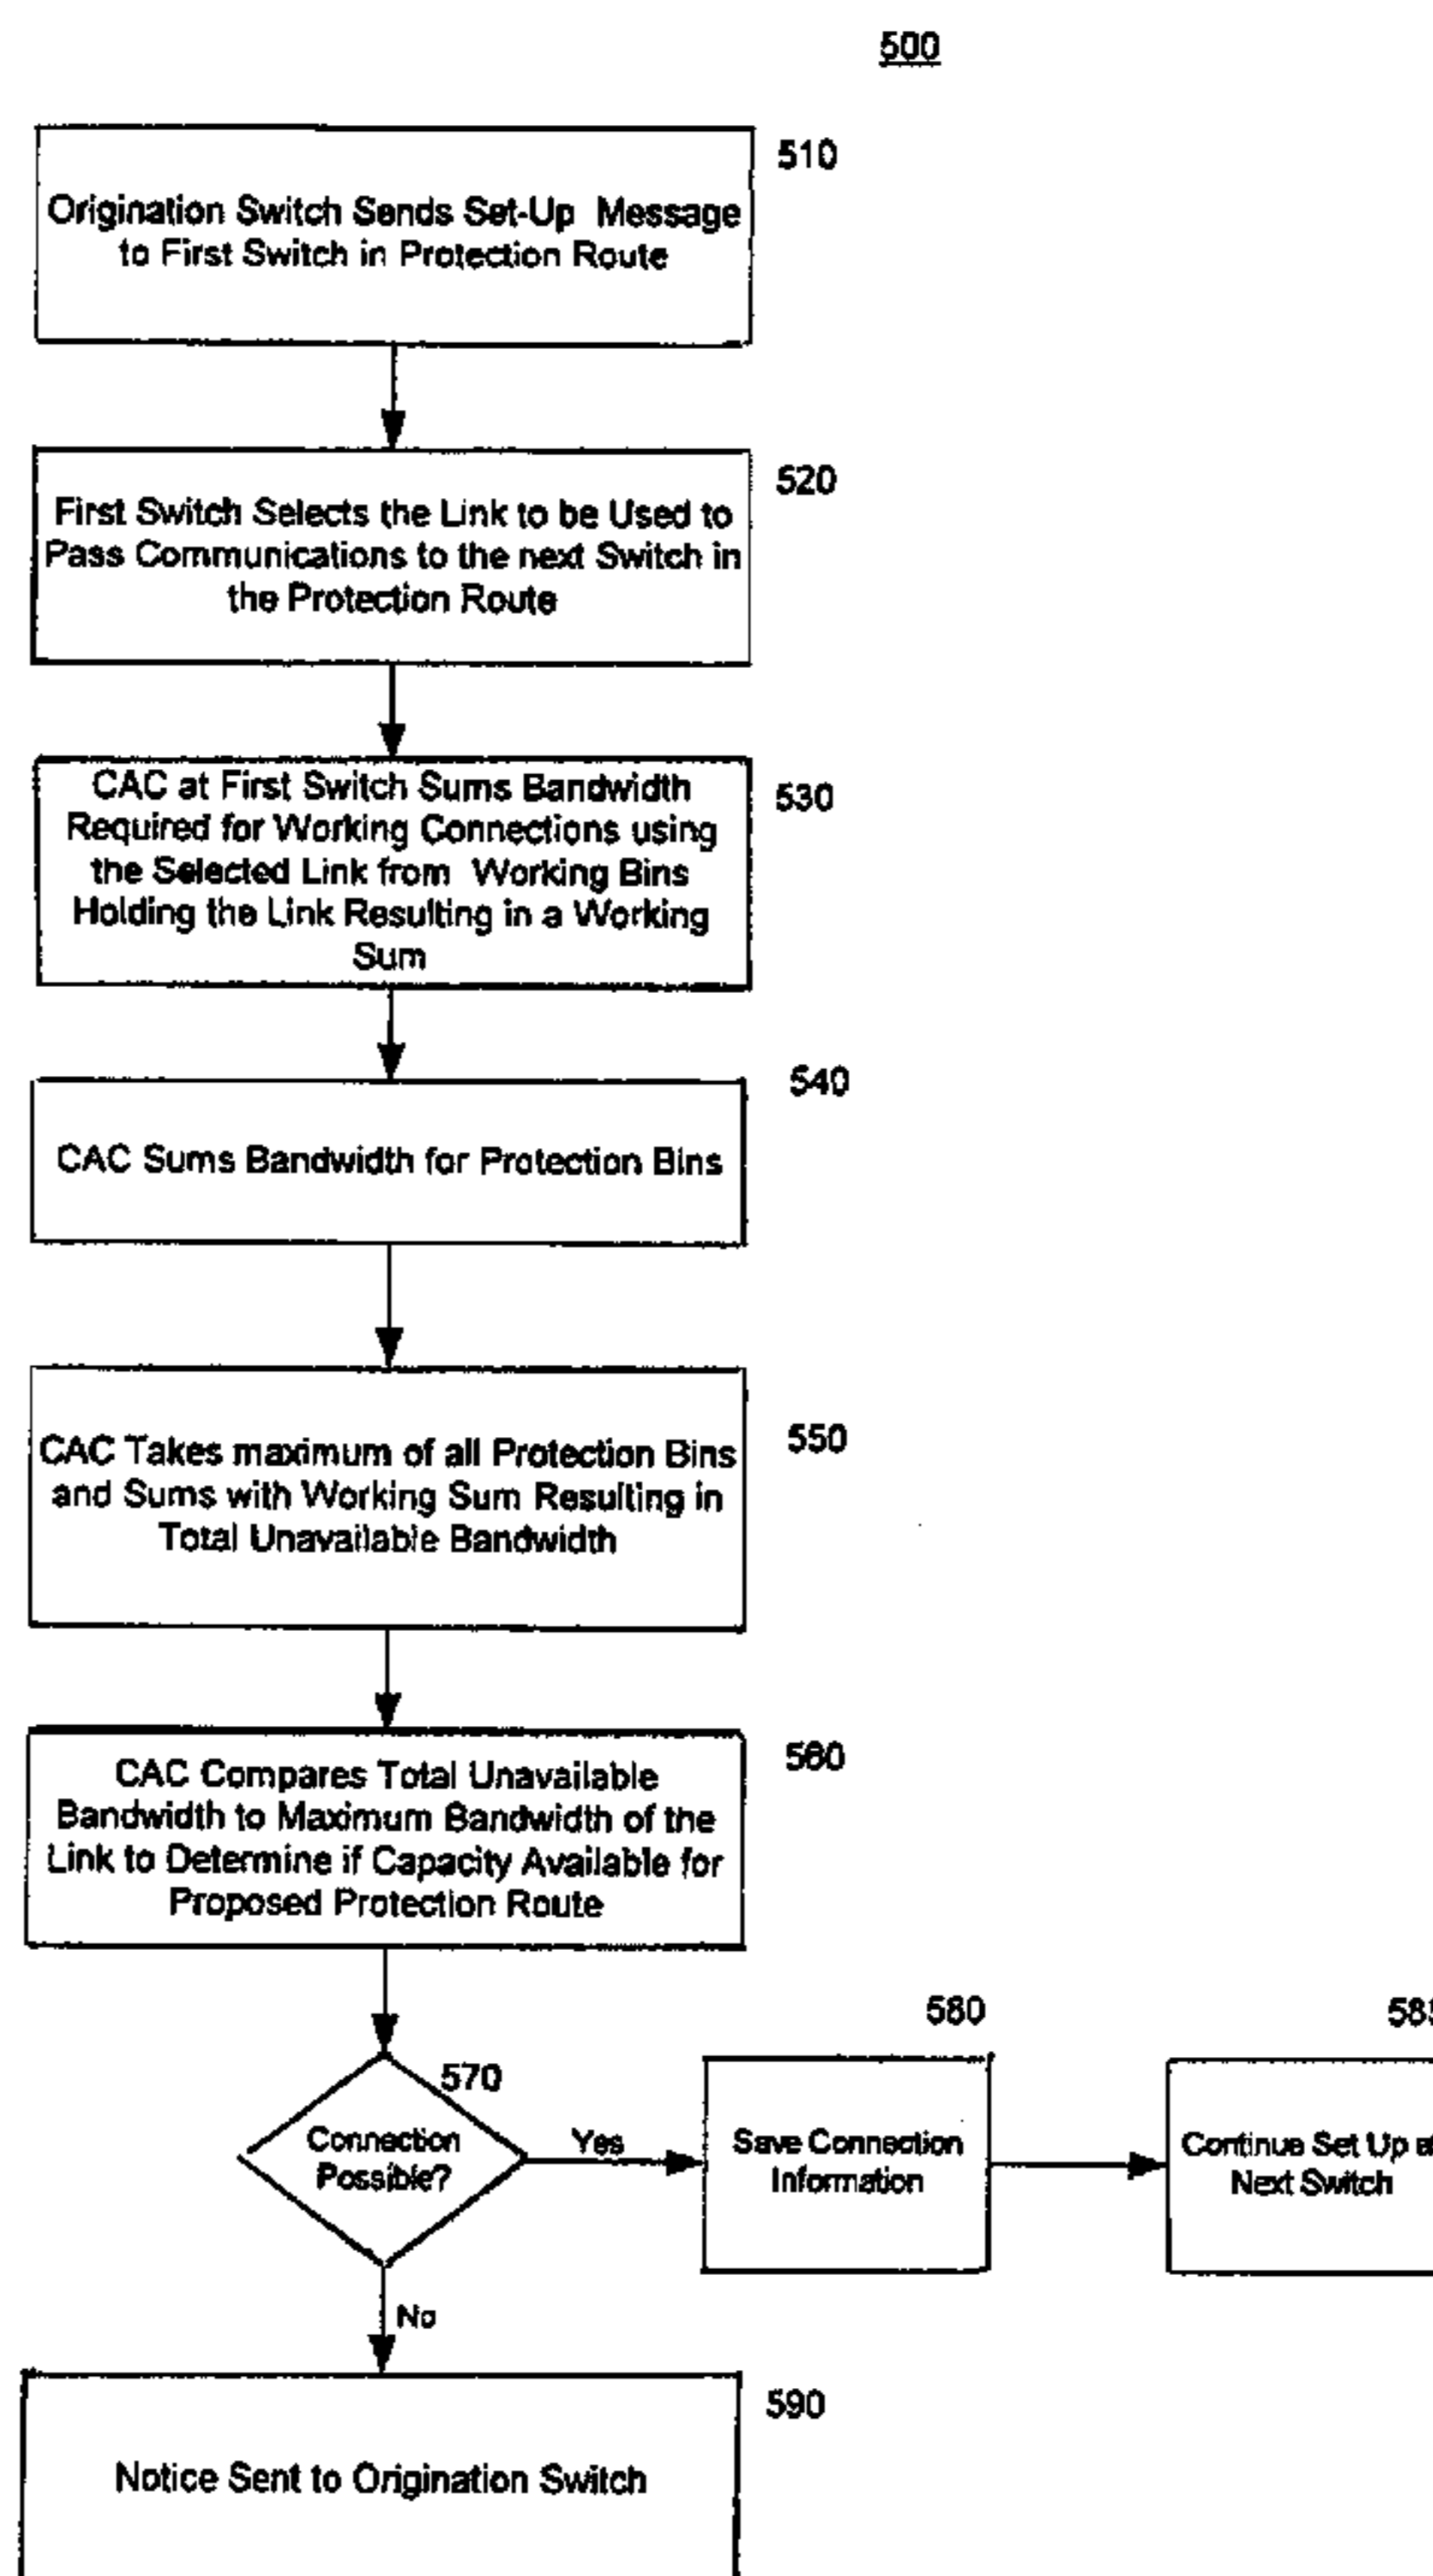 500
510
Origination Switch Sends Set-Up Message
to First Switch in Protection Route
520
First Switch Selects the Link to be Used to
Pass Communications to the next Switch in
the Protection Route
530
CAC at First Switch Sums Bandwidth
Required for Working Connections using
the Selected Link from Working Bins
Holding the Link Resulting in a Working
Sum
540
CAC Sums Bandwidth for Protection Bins
550
CAC Takes maximum of all Protection Bins
and Sums with Working Sum Resulting in
Total Unavailable Bandwidth
560
CAC Compares Total Unavailable
Bandwidth to Maximum Bandwidth of the
Link to Determine if Capacity Available for
Proposed Protection Route
570
Connection
Possible?
Yes
580
Save Connection
Information
Continue Set Up
Next Switch
No
590
Notice Sent to Origination Switch